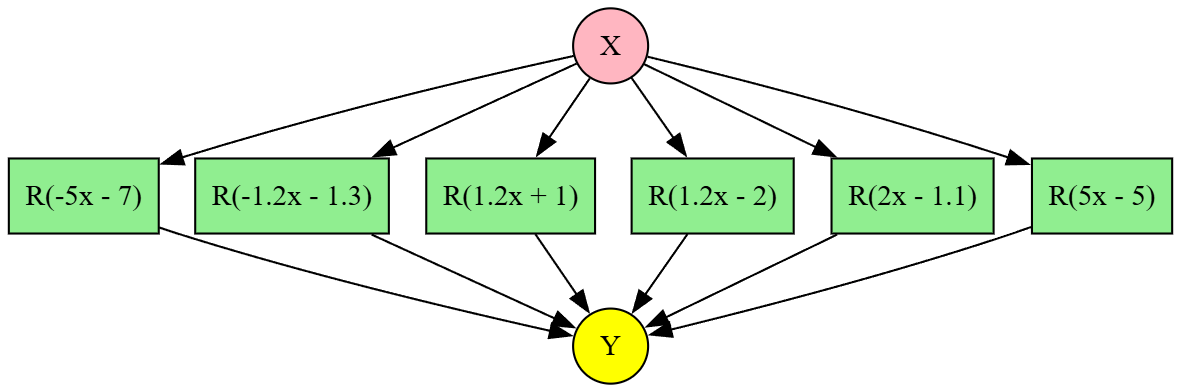 X
R(-5x - 7)
R(-1.2x - 1.3)
R(1.2x + 1)
R(1.2x - 2)
R(2x - 1.1)
R(5x - 5)
Y